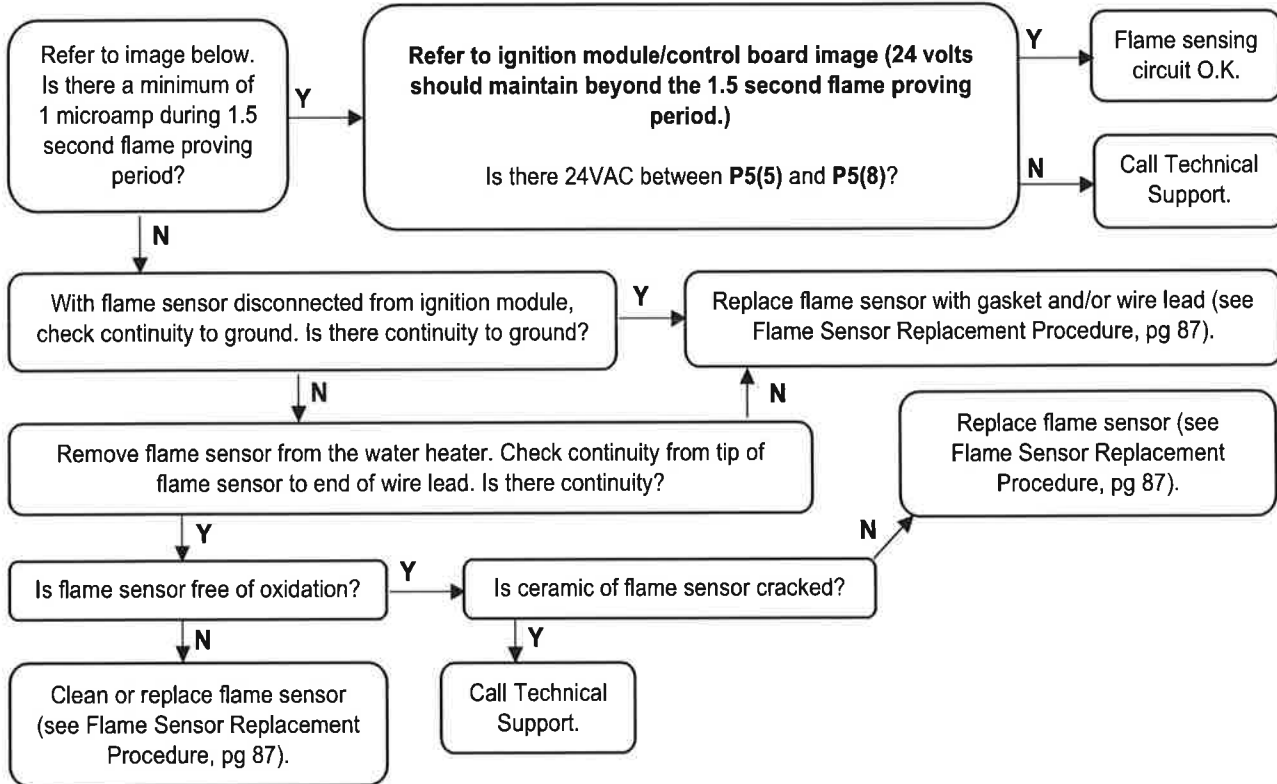 Refer to image below.
Is there a minimum of
1 microamp during 1.5
second flame proving
period?
Y
Refer to ignition module/control board image (24 volts
should maintain beyond the 1.5 second flame proving
period.)
Is there 24VAC between P5(5) and P5(8)?
Y
Flame sensing
circuit O.K.
N
Call Technical
Support.
N
With flame sensor disconnected from ignition module,
check continuity to ground. Is there continuity to ground?
Y
Replace flame sensor with gasket and/or wire lead (see
Flame Sensor Replacement Procedure, pg 87).
N
N
Remove flame sensor from the water heater. Check continuity from tip of
flame sensor to end of wire lead. Is there continuity?
Replace flame sensor (see
Flame Sensor Replacement
Procedure, pg 87).
Y
N
Is flame sensor free of oxidation?
Y
Is ceramic of flame sensor cracked?
N
Y
Clean or replace flame sensor
(see Flame Sensor Replacement
Procedure, pg 87).
Call Technical
Support.